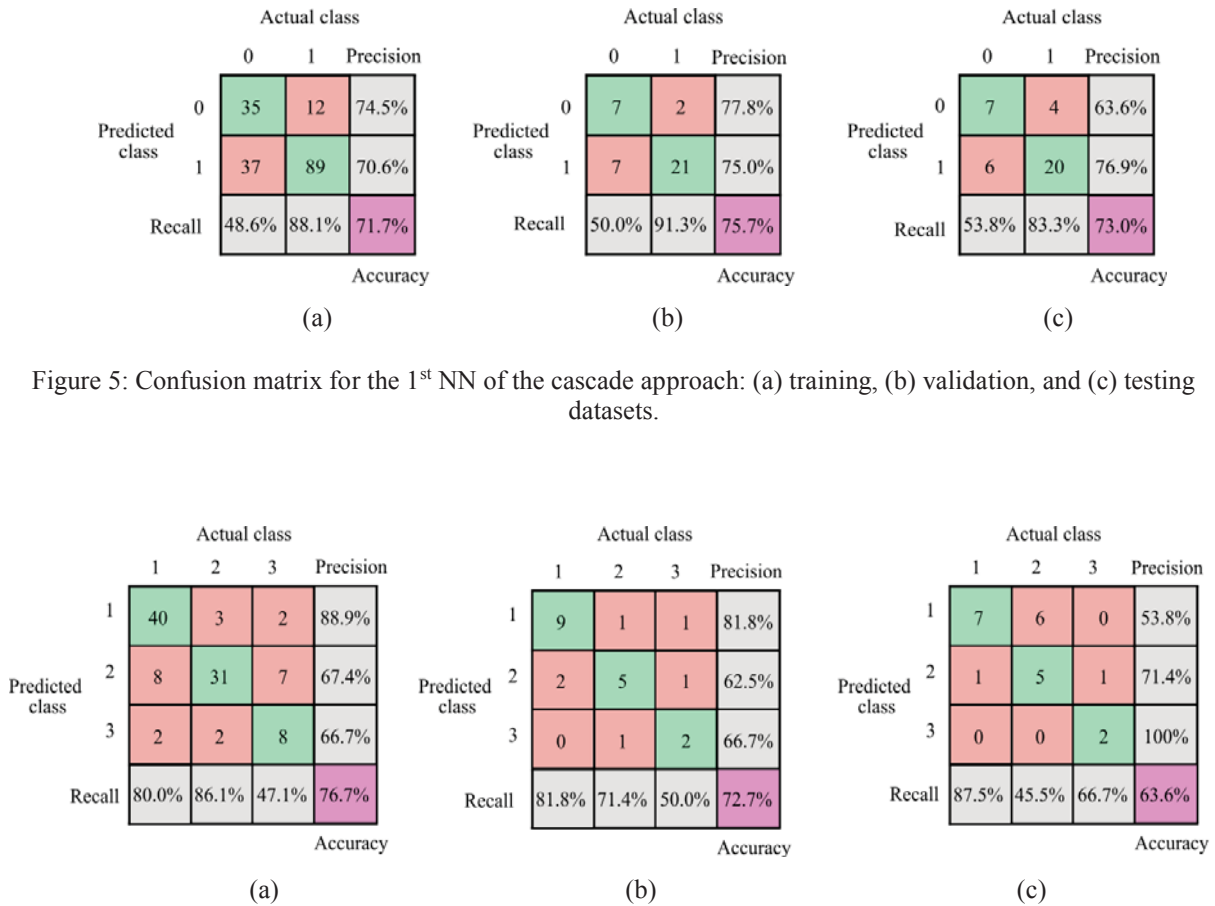 Actual class Actual class Actual class
0 1 Precision 0 1 Precision 0 1 Precision
0 35 12 74.5% 0 7 2 77.8% 0 7 4 63.6%
Predicted class Predicted class Predicted class
1 37 89 70.6% 1 7 21 75.0% 1 6 20 76.9%
Recall 48.6% 88.1% 71.7% Recall 50.0% 91.3% 75.7% Recall 53.8% 83.3% 73.0%
Accuracy Accuracy Accuracy
(a) (b) (c)
Figure 5: Confusion matrix for the 1st NN of the cascade approach: (a) training, (b) validation, and (c) testing
datasets.
Actual class Actual class Actual class
1 2 3 Precision 1 2 3 Precision 1 2 3 Precision
1 40 3 2 88.9% 1 9 1 1 81.8% 1 7 6 0 53.8%
2 8 31 7 67.4% 2 2 5 1 62.5% 2 1 5 1 71.4%
Predicted class Predicted class Predicted class
3 2 2 8 66.7% 3 0 1 2 66.7% 3 0 0 2 100%
Recall 80.0% 86.1% 47.1% 76.7% Recall 81.8% 71.4% 50.0% 72.7% Recall 87.5% 45.5% 66.7% 63.6%
Accuracy Accuracy Accuracy
(a) (b) (c)